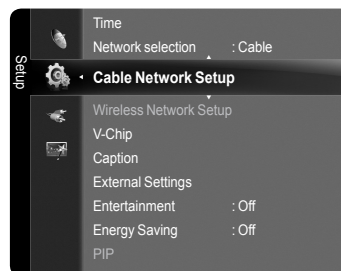 Setup
Time
Network selection : Cable
Cable Network Setup
Wireless Network Setup
V-Chip
Caption
External Settings
Entertainment : Off
Energy Saving : Off
PIP